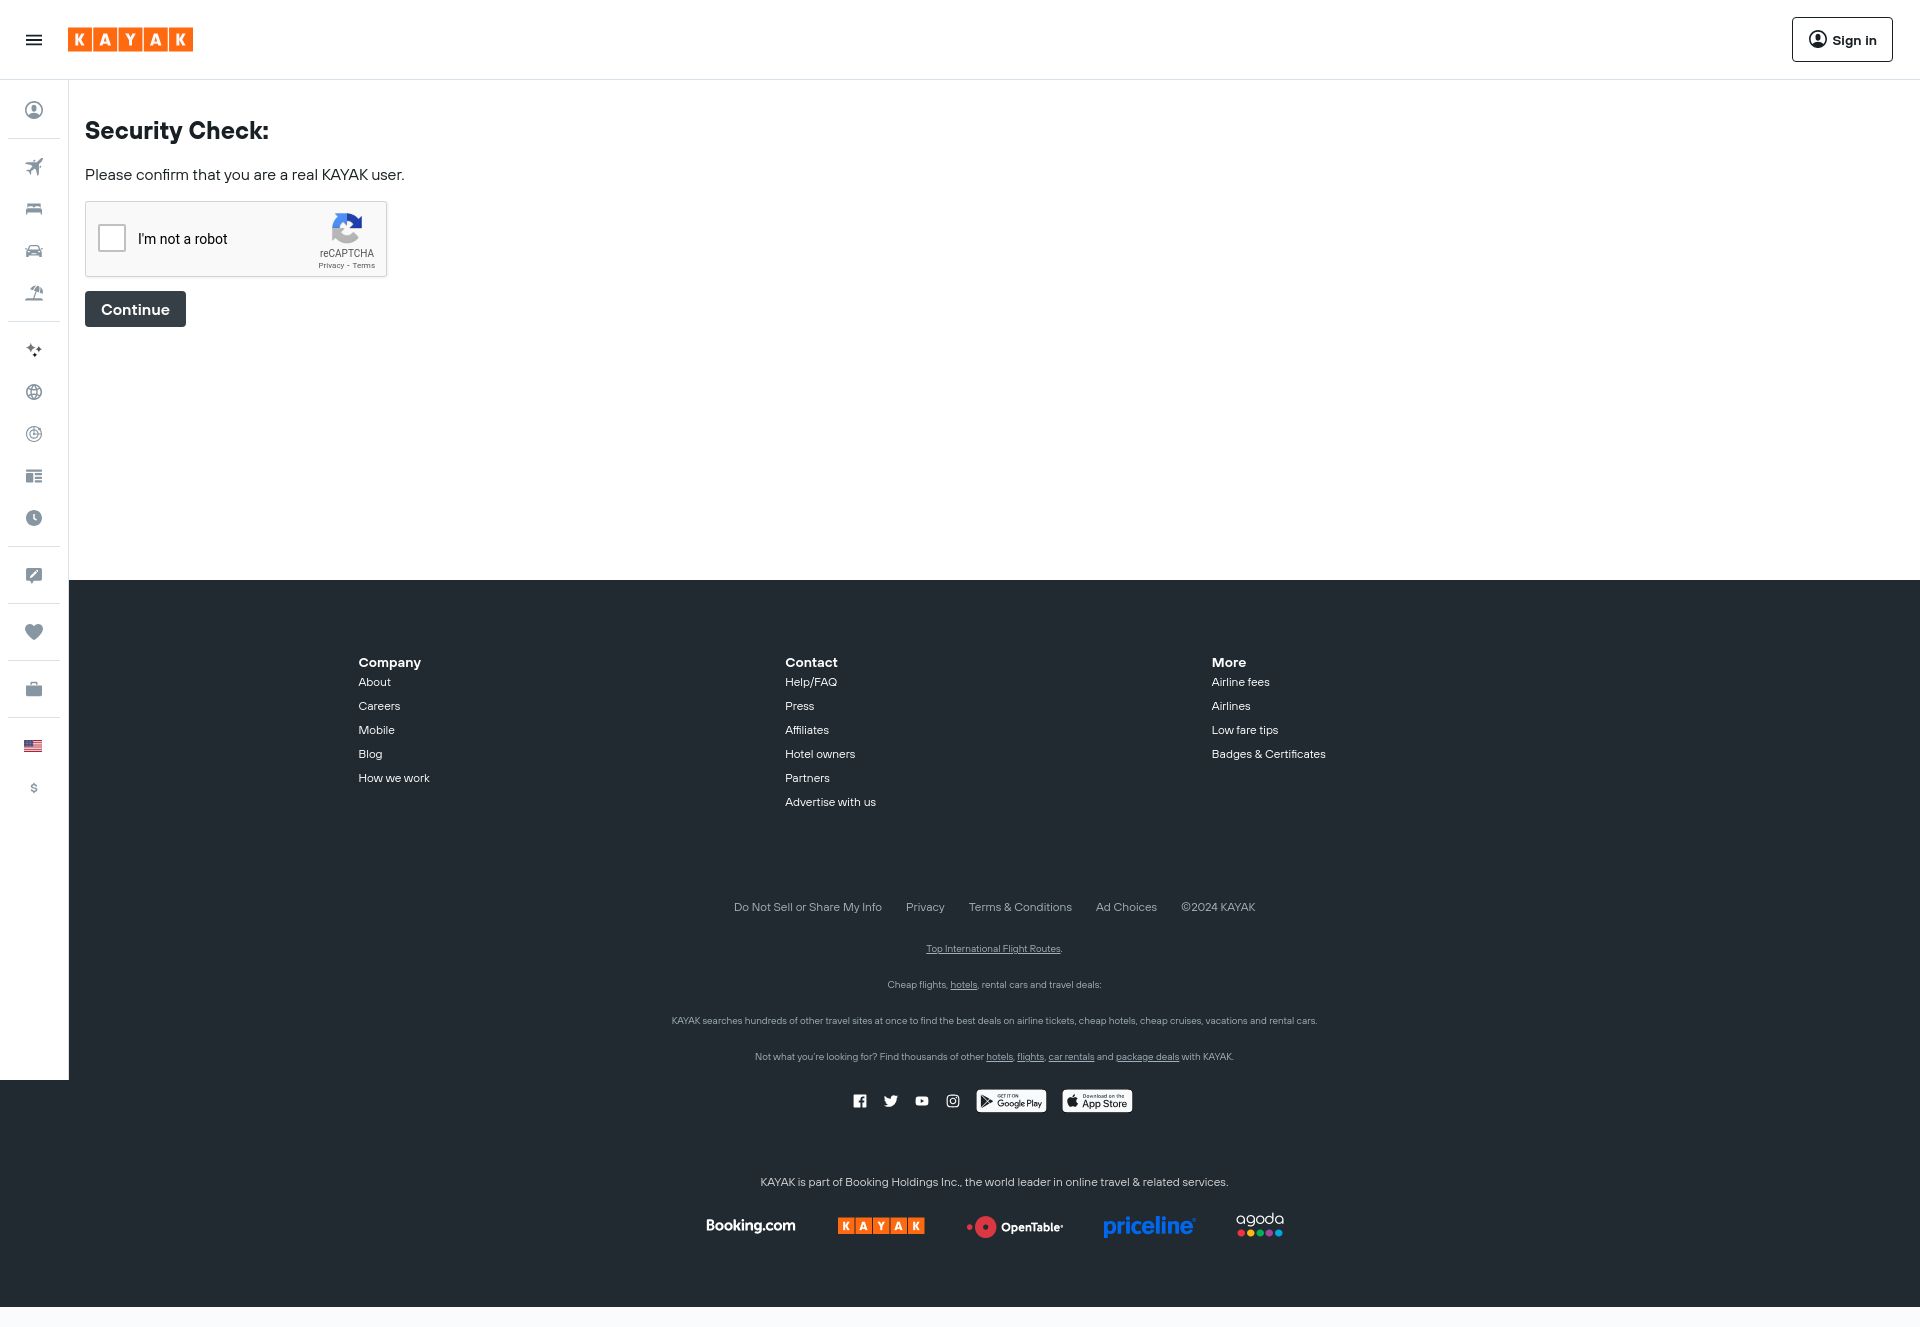 KAYAK
Sign in
Security Check:
Please confirm that you are a real KAYAK user.
I'm not a robot
reCAPTCHA
Privacy - Terms
Continue
$
Company
About
Careers
Mobile
Blog
How we work
Contact
Help/FAQ
Press
Affiliates
Hotel owners
Partners
Advertise with us
More
Airline fees
Airlines
Low fare tips
Badges & Certificates
Do Not Sell or Share My Info Privacy Terms & Conditions Ad Choices ©2024 KAYAK
Top International Flight Routes.
Cheap flights, hotels, rental cars and travel deals:
KAYAK searches hundreds of other travel sites at once to find the best deals on airline tickets, cheap hotels, cheap cruises, vacations and rental cars.
Not what you're looking for? Find thousands of other hotels, flights, car rentals and package deals with KAYAK.
GET IT ON
Google Play
Download on the
App Store
KAYAK is part of Booking Holdings Inc., the world leader in online travel & related services.
Booking.com KAYAK OpenTable priceline agoda